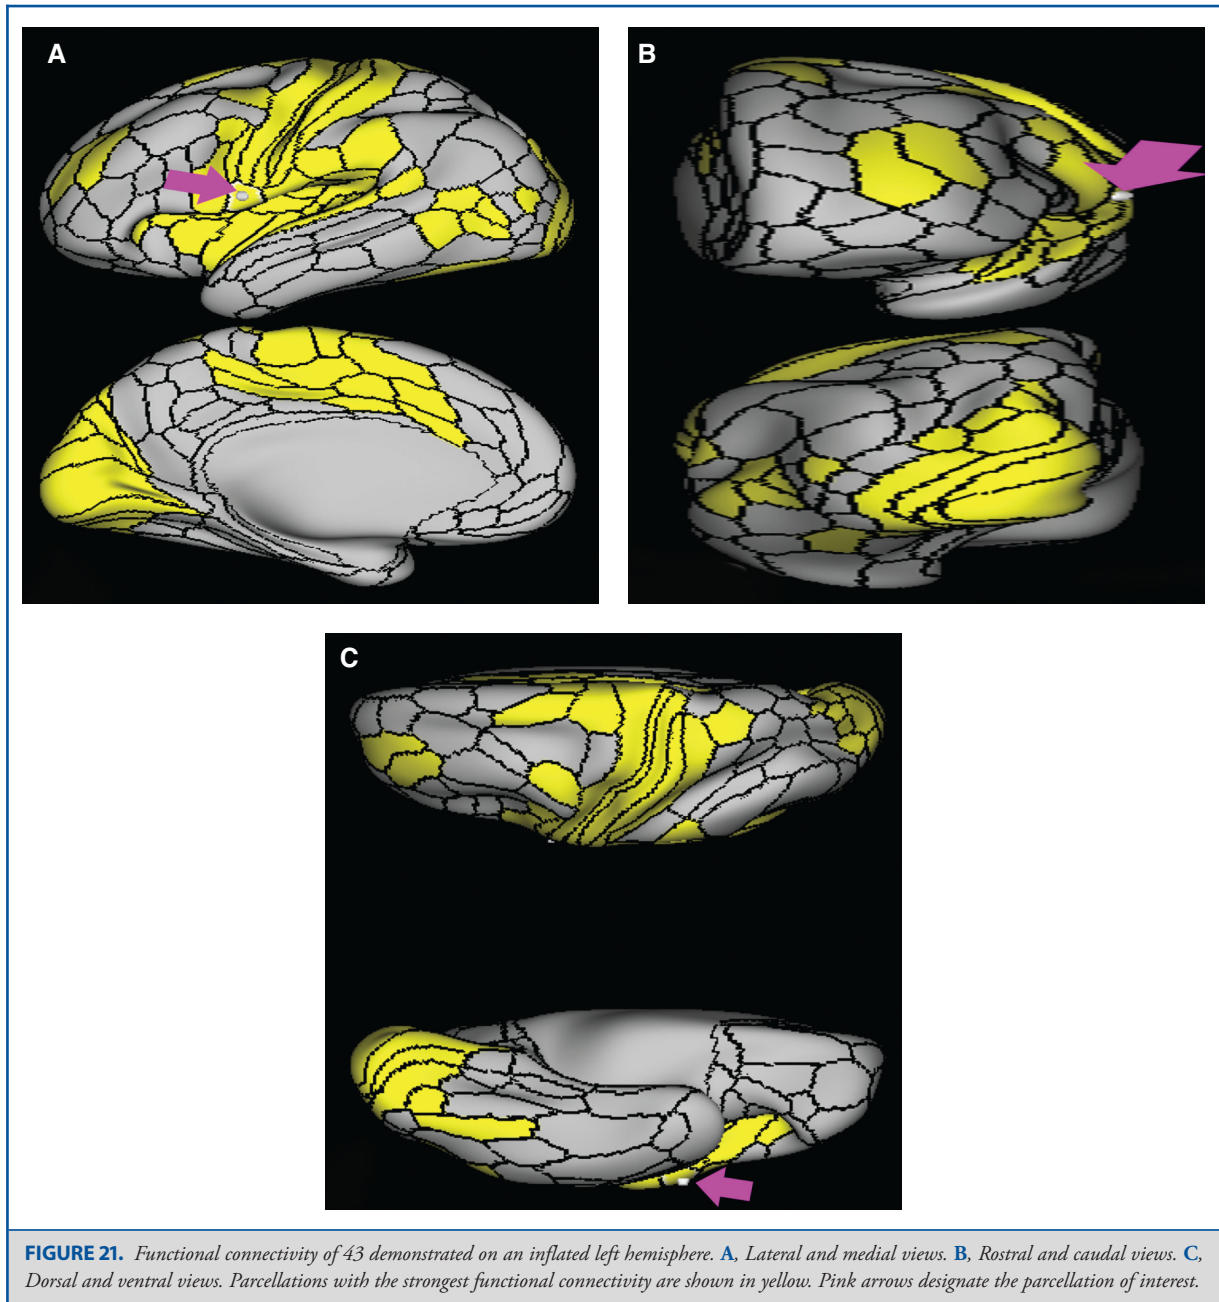 A
B
C
FIGURE 21. Functional connectivity of 43 demonstrated on an inflated left hemisphere. A, Lateral and medial views. B, Rostral and caudal views. C,
Dorsal and ventral views. Parcellations with the strongest functional connectivity are shown in yellow. Pink arrows designate the parcellation of interest.